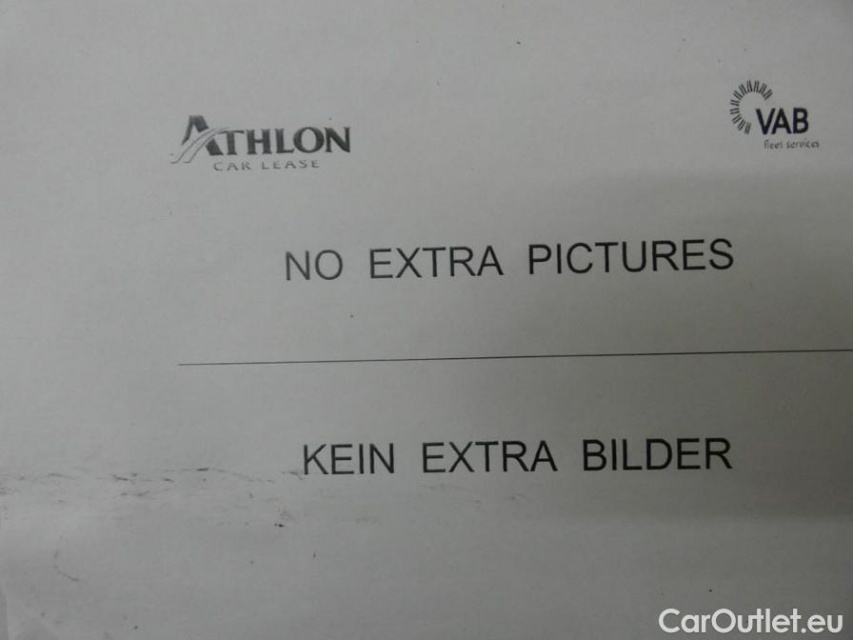 ATHLON
CAR LEASE
VAB
fleet services
NO EXTRA PICTURES
KEIN EXTRA BILDER
CarOutlet.eu